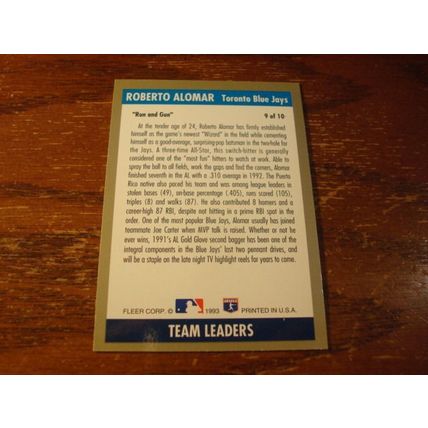 ROBERTO ALOMAR Toronto Blue Jays
"Run and Gun" 9 of 10
At the tender age of 24, Roberto Alomar has firmly established
himself as the game's newest "Wizard" in the field while cementing
himself as a good-average, surprising-pop batsman in the two-hole for
the Jays. A three-time All-Star, this switch-hitter is generally
considered one of the "most fun" hitters to watch at work. Able to
spray the ball to all fields, work the gaps and find the corners, Alomar
finished seventh in the AL with a .310 average in 1992. The Puerto
Rico native also paced his team and was among league leaders in
stolen bases (49), on-base percentage (.405), runs scored (105),
triples (8) and walks (87). He also contributed 8 homers and a
career-high 87 RBI, despite not hitting in a prime RBI spot in the
order. One of the most popular Blue Jays, Alomar usually has joined
teammate Joe Carter when MVP talk is raised. Whether or not he
ever wins, 1991's AL Gold Glove second bagger has been one of the
integral components in the Blue Jays' last two pennant drives, and
will be a staple on the late night TV highlight reels for years to come.
FLEER CORP. © 1993 PRINTED IN U.S.A.
TEAM LEADERS